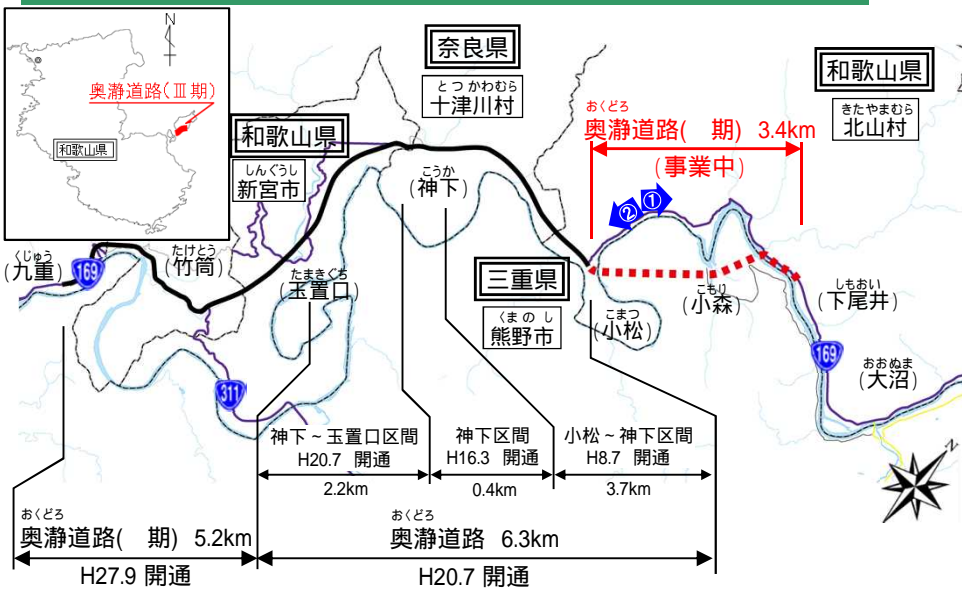 N
奥瀞道路(Ⅲ期)
和歌山県
奈良県
とつかわむら
十津川村
和歌山県
きたやまむら
北山村
和歌山県
しんぐうし
新宮市
おくどろ
奥瀞道路(　期) 3.4km
(事業中)
①
②
こうか
(神下)
くじゅう
(九重)
169
たけとう
(竹筒)
たまきぐち
(玉置口)
三重県
くまの し
熊野市
こまつ
(小松)
こもり
(小森)
しもおい
(下尾井)
169
おおぬま
(大沼)
311
神下~玉置口区間
H20.7 開通
2.2km
神下区間
H16.3 開通
0.4km
小松~神下区間
H8.7 開通
3.7km
N
おくどろ
奥瀞道路(　期) 5.2km
H27.9 開通
おくどろ
奥瀞道路 6.3km
H20.7 開通